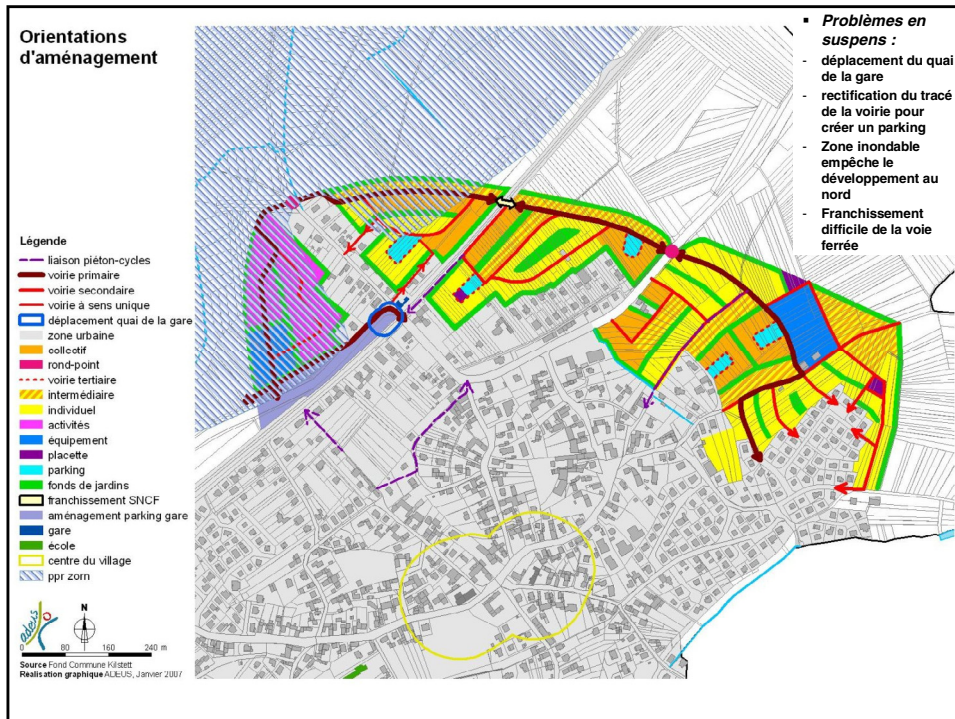 Orientations
d'aménagement
▪ Problèmes en
suspens :
- déplacement du quai
de la gare
- rectification du tracé
de la voirie pour
créer un parking
- Zone inondable
empêche le
développement au
nord
- Franchissement
difficile de la voie
ferrée
Légende
liaison piéton-cycles
voirie primaire
voirie secondaire
voirie à sens unique
déplacement quai de la gare
zone urbaine
collectif
rond-point
voirie tertiaire
intermédiaire
individuel
activités
équipement
placette
parking
fonds de jardins
franchissement SNCF
aménagement parking gare
gare
école
centre du village
ppr zorn
adeus
N
0 80 160 240 m
Source Fond Commune Kilstett
Réalisation graphique ADEUS, Janvier 2007